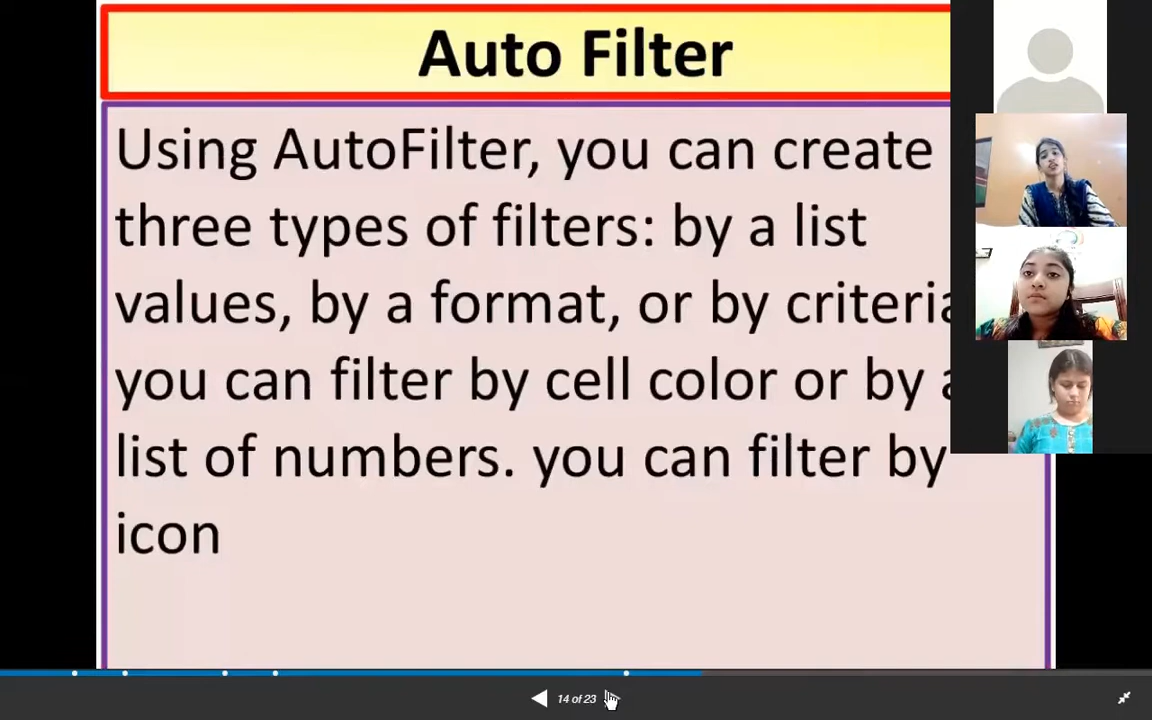 Auto Filter
Using AutoFilter, you can create
three types of filters: by a list
values, by a format, or by criteria
you can filter by cell color or by a
list of numbers. you can filter by
icon
14 of 23